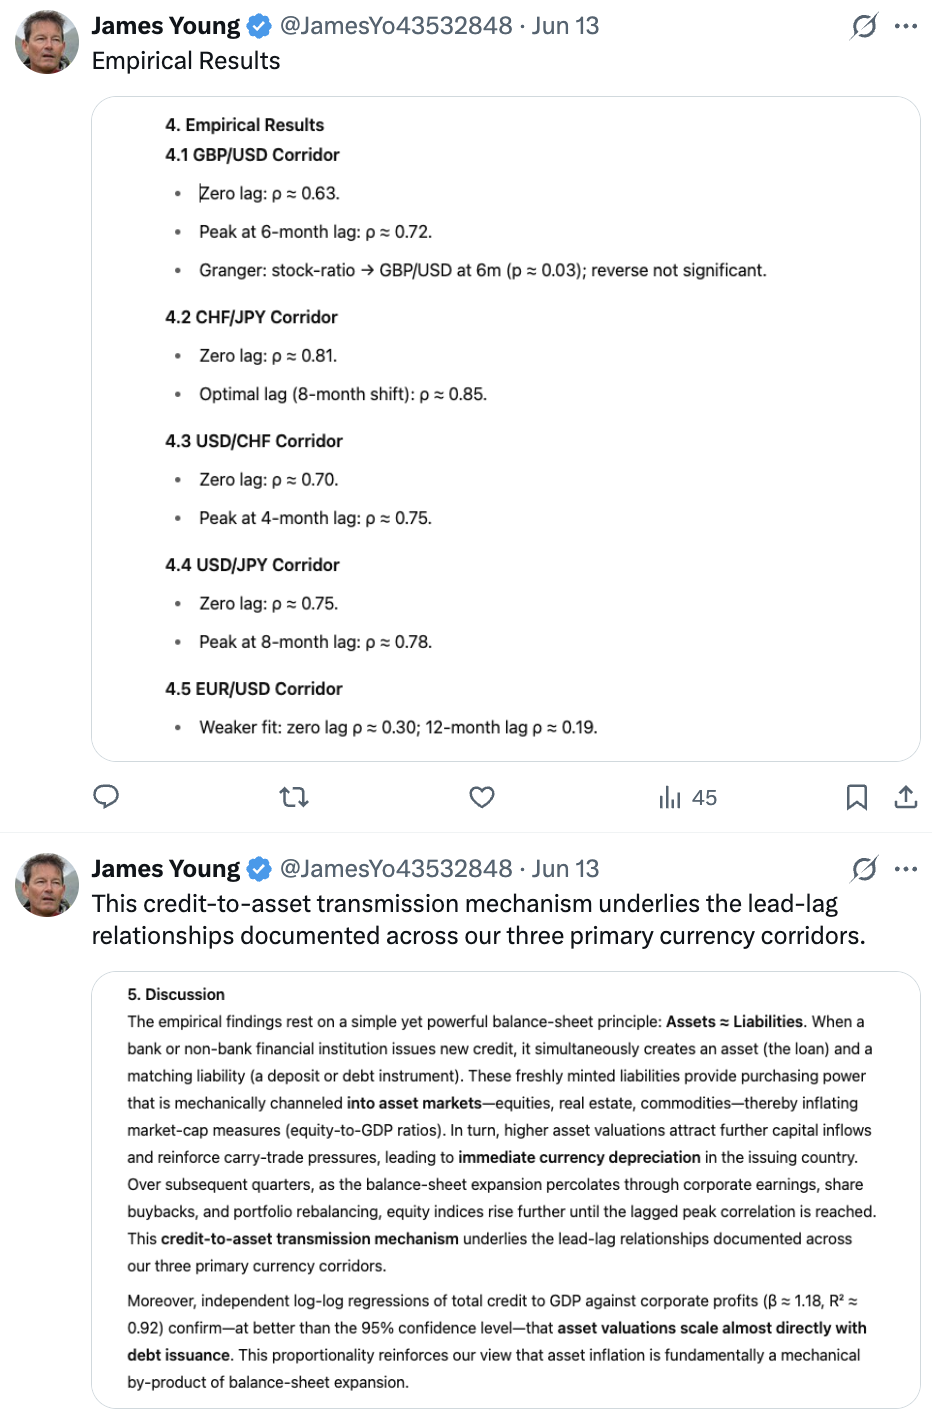 James Young @JamesYo43532848 · Jun 13
Empirical Results
4. Empirical Results
4.1 GBP/USD Corridor
• Zero lag: ρ ≈ 0.63.
• Peak at 6-month lag: ρ ≈ 0.72.
• Granger: stock-ratio → GBP/USD at 6m (p ≈ 0.03); reverse not significant.
4.2 CHF/JPY Corridor
• Zero lag: ρ ≈ 0.81.
• Optimal lag (8-month shift): ρ ≈ 0.85.
4.3 USD/CHF Corridor
• Zero lag: ρ ≈ 0.70.
• Peak at 4-month lag: ρ ≈ 0.75.
4.4 USD/JPY Corridor
• Zero lag: ρ ≈ 0.75.
• Peak at 8-month lag: ρ ≈ 0.78.
4.5 EUR/USD Corridor
• Weaker fit: zero lag ρ ≈ 0.30; 12-month lag ρ ≈ 0.19.
45
James Young @JamesYo43532848 · Jun 13
This credit-to-asset transmission mechanism underlies the lead-lag
relationships documented across our three primary currency corridors.
5. Discussion
The empirical findings rest on a simple yet powerful balance-sheet principle: Assets ≈ Liabilities. When a
bank or non-bank financial institution issues new credit, it simultaneously creates an asset (the loan) and a
matching liability (a deposit or debt instrument). These freshly minted liabilities provide purchasing power
that is mechanically channeled into asset markets—equities, real estate, commodities—thereby inflating
market-cap measures (equity-to-GDP ratios). In turn, higher asset valuations attract further capital inflows
and reinforce carry-trade pressures, leading to immediate currency depreciation in the issuing country.
Over subsequent quarters, as the balance-sheet expansion percolates through corporate earnings, share
buybacks, and portfolio rebalancing, equity indices rise further until the lagged peak correlation is reached.
This credit-to-asset transmission mechanism underlies the lead-lag relationships documented across
our three primary currency corridors.
Moreover, independent log-log regressions of total credit to GDP against corporate profits (β ≈ 1.18, R² ≈
0.92) confirm—at better than the 95% confidence level—that asset valuations scale almost directly with
debt issuance. This proportionality reinforces our view that asset inflation is fundamentally a mechanical
by-product of balance-sheet expansion.